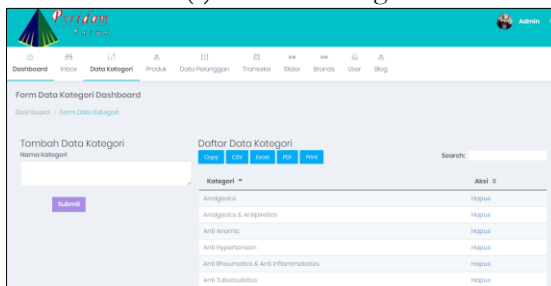 Pyridam
Farma
Admin
Dashboard Inbox Data Kategori Produk Data Pelanggan Transaksi Slider Brands User Blog
Form Data Kategori Dashboard
Dashboard / Form Data Kategori
Tambah Data Kategori
Nama Kategori
Submit
Daftar Data Kategori
Copy CSV Excel PDF Print
Search:
Kategori Aksi
Analgesics Hapus
Analgesics & Antipiretics Hapus
Anti Anemic Hapus
Anti Hypertension Hapus
Anti Rheumatics & Anti Inflammatories Hapus
Anti Tuberculotics Hapus